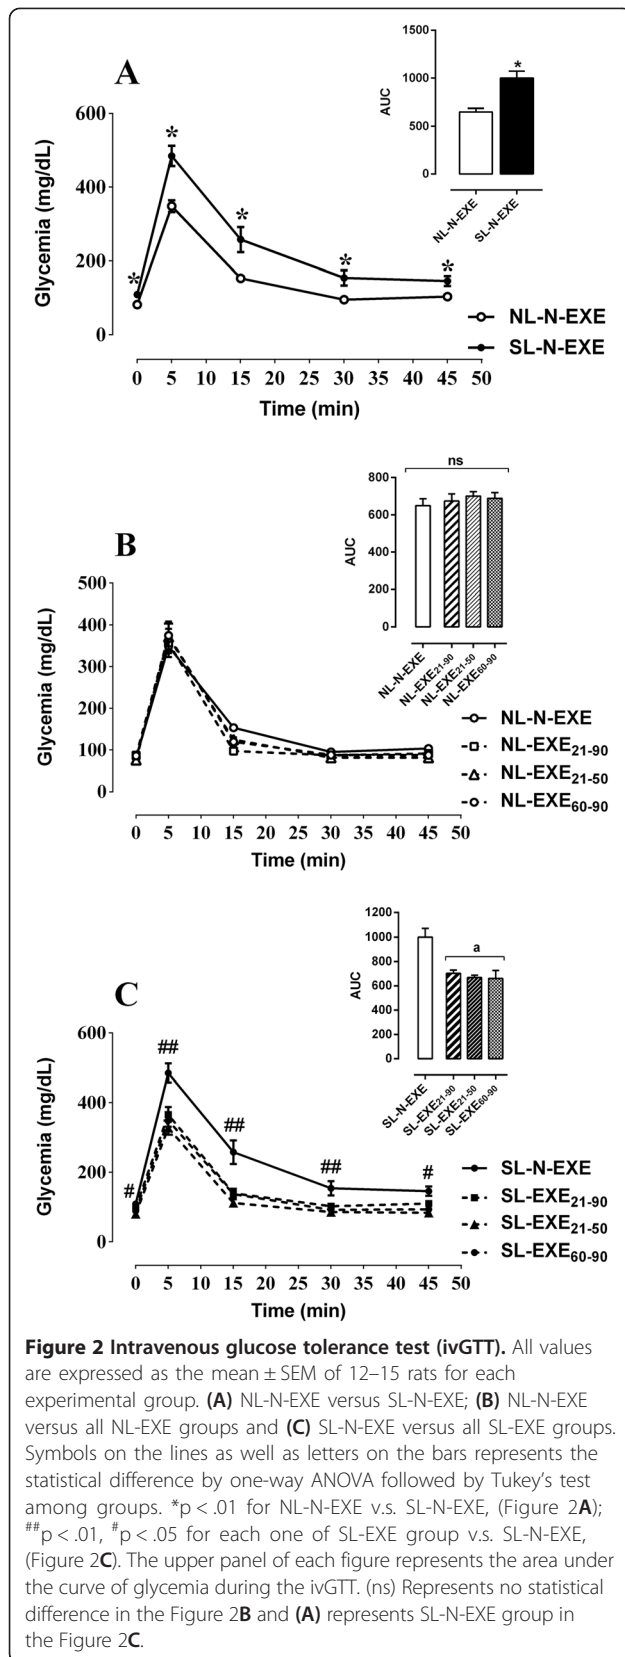 A
AUC
1500
1000
500
0
*
NL-N-EXE
SL-N-EXE
Glycemia (mg/dL)
600
400
200
0
* * * * *
0 5 10 15 20 25 30 35 40 45 50
Time (min)
NL-N-EXE
SL-N-EXE
B
AUC
800
600
400
200
0
ns
NL-N-EXE
NL-EXE21-90
NL-EXE21-50
NL-EXE60-90
Glycemia (mg/dL)
500
400
300
200
100
0
0 5 10 15 20 25 30 35 40 45 50
Time (min)
NL-N-EXE
NL-EXE21-90
NL-EXE21-50
NL-EXE60-90
C
AUC
1200
1000
800
600
400
200
0
a
SL-N-EXE
SL-EXE21-90
SL-EXE21-50
SL-EXE60-90
Glycemia (mg/dL)
600
400
200
0
# ## ## ## #
0 5 10 15 20 25 30 35 40 45 50
Time (min)
SL-N-EXE
SL-EXE21-90
SL-EXE21-50
SL-EXE60-90
Figure 2 Intravenous glucose tolerance test (ivGTT). All values
are expressed as the mean ± SEM of 12–15 rats for each
experimental group. (A) NL-N-EXE versus SL-N-EXE; (B) NL-N-EXE
versus all NL-EXE groups and (C) SL-N-EXE versus all SL-EXE groups.
Symbols on the lines as well as letters on the bars represents the
statistical difference by one-way ANOVA followed by Tukey's test
among groups. *p < .01 for NL-N-EXE v.s. SL-N-EXE, (Figure 2A);
##p < .01, #p < .05 for each one of SL-EXE group v.s. SL-N-EXE,
(Figure 2C). The upper panel of each figure represents the area under
the curve of glycemia during the ivGTT. (ns) Represents no statistical
difference in the Figure 2B and (A) represents SL-N-EXE group in
the Figure 2C.